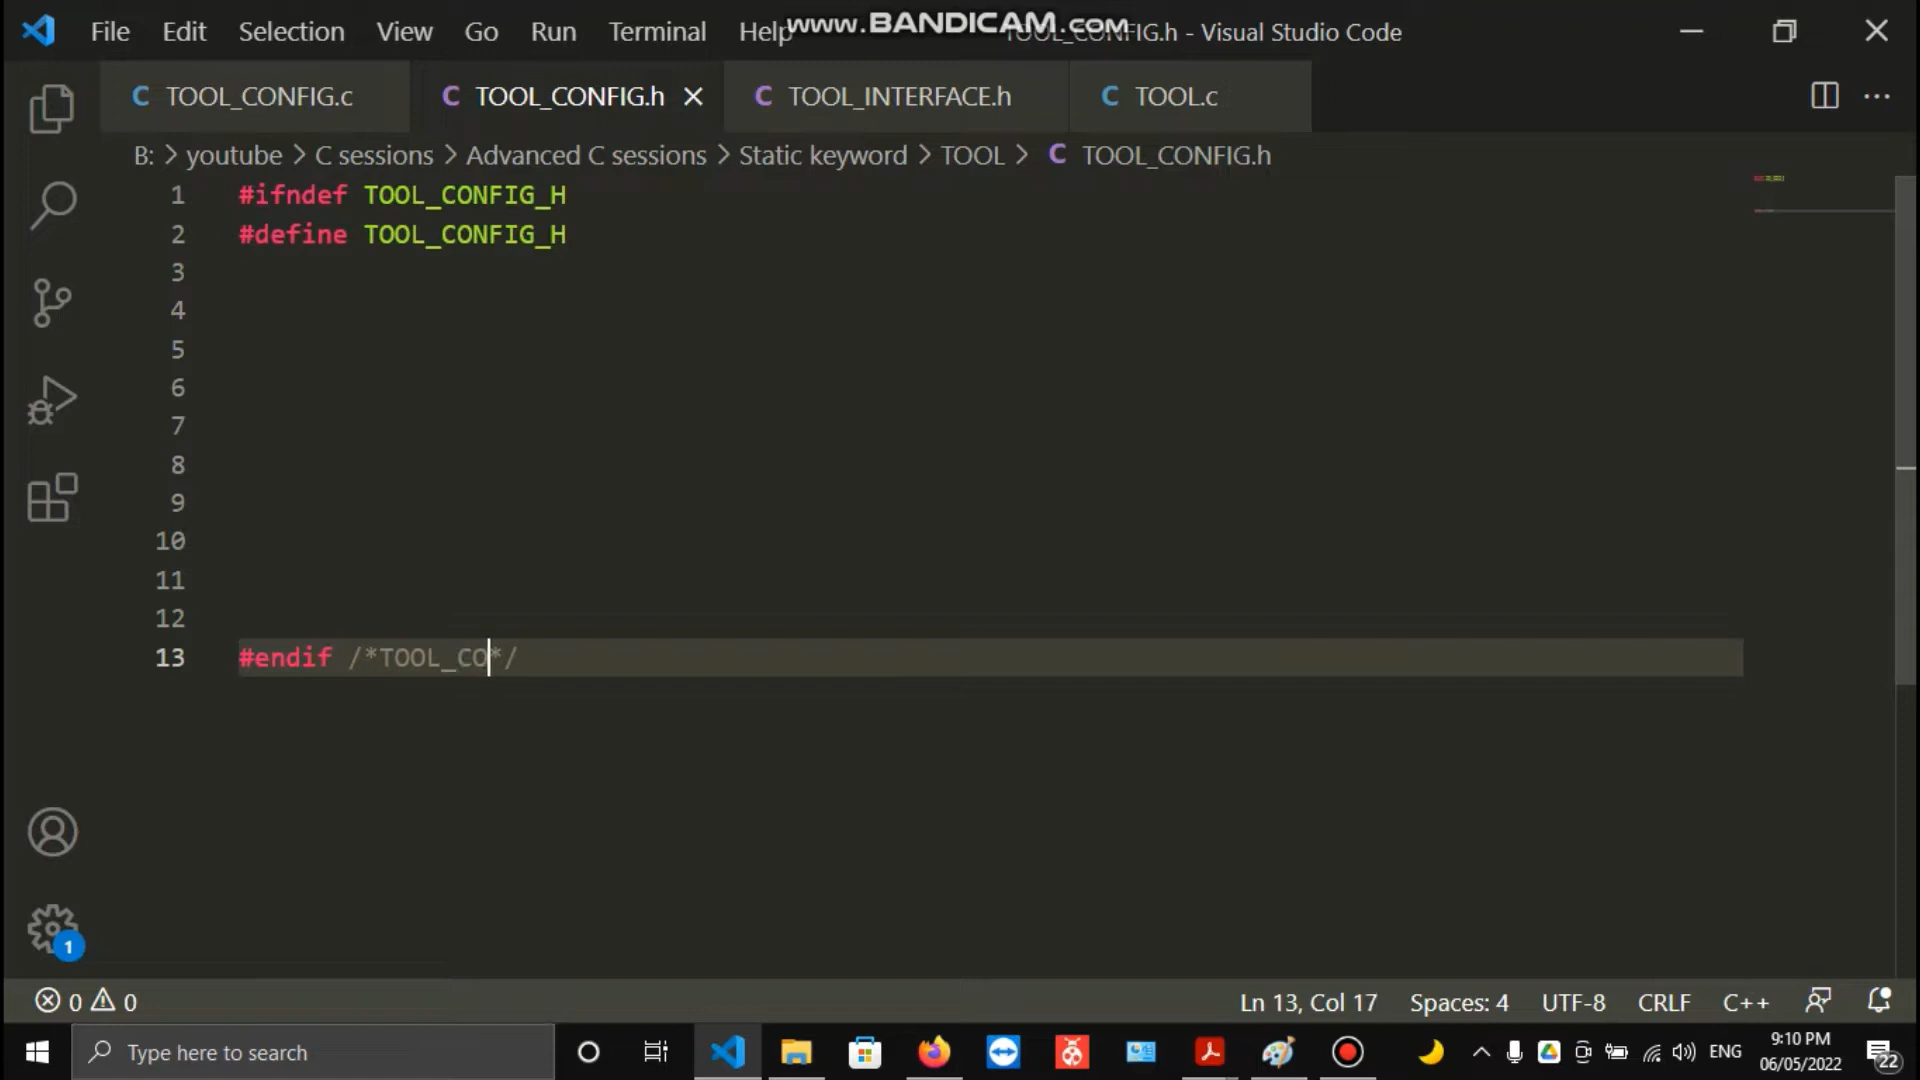 File Edit Selection View Go Run Terminal Help www.BANDICAM.com TOOL_CONFIG.h - Visual Studio Code
TOOL_CONFIG.c TOOL_CONFIG.h TOOL_INTERFACE.h TOOL.c
B: > youtube > C sessions > Advanced C sessions > Static keyword > TOOL > C TOOL_CONFIG.h
1 #ifndef TOOL_CONFIG_H
2 #define TOOL_CONFIG_H
3
4
5
6
7
8
9
10
11
12
13 #endif /*TOOL_CO*/
1
0 0 Ln 13, Col 17 Spaces: 4 UTF-8 CRLF C++
Type here to search ENG 9:10 PM
06/05/2022 22